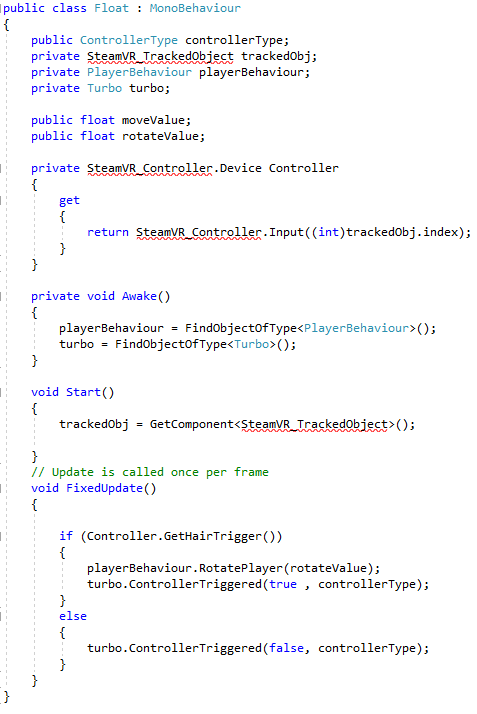 public class Float : MonoBehaviour
{
    public ControllerType controllerType;
    private SteamVR_TrackedObject trackedObj;
    private PlayerBehaviour playerBehaviour;
    private Turbo turbo;

    public float moveValue;
    public float rotateValue;

    private SteamVR_Controller.Device Controller
    {
        get
        {
            return SteamVR_Controller.Input((int)trackedObj.index);
        }
    }

    private void Awake()
    {
        playerBehaviour = FindObjectOfType<PlayerBehaviour>();
        turbo = FindObjectOfType<Turbo>();
    }

    void Start()
    {
        trackedObj = GetComponent<SteamVR_TrackedObject>();

    }
    // Update is called once per frame
    void FixedUpdate()
    {

        if (Controller.GetHairTrigger())
        {
            playerBehaviour.RotatePlayer(rotateValue);
            turbo.ControllerTriggered(true , controllerType);
        }
        else
        {
            turbo.ControllerTriggered(false, controllerType);
        }
    }
}